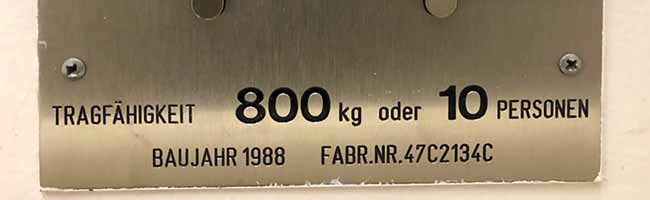 TRAGFÄHIGKEIT 800 kg oder 10 PERSONEN
BAUJAHR 1988 FABR.NR.47C2134C